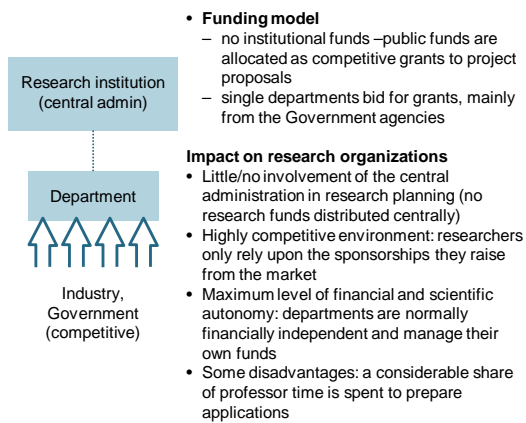 Research institution
(central admin)
Department
Industry,
Government
(competitive)
• Funding model
– no institutional funds –public funds are
allocated as competitive grants to project
proposals
– single departments bid for grants, mainly
from the Government agencies
Impact on research organizations
• Little/no involvement of the central
administration in research planning (no
research funds distributed centrally)
• Highly competitive environment: researchers
only rely upon the sponsorships they raise
from the market
• Maximum level of financial and scientific
autonomy: departments are normally
financially independent and manage their
own funds
• Some disadvantages: a considerable share
of professor time is spent to prepare
applications